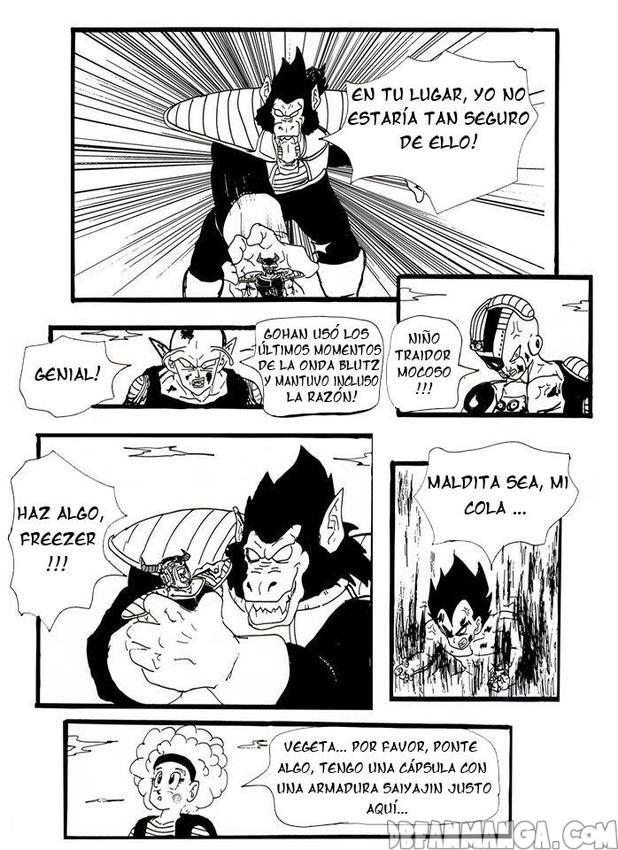 EN TU LUGAR, YO NO
ESTARÍA TAN SEGURO
DE ELLO!
GENIAL!
GOHAN USÓ LOS
ÚLTIMOS MOMENTOS
DE LA ONDA BLUTZ
Y MANTUVO INCLUSO
LA RAZÓN!
NIÑO
TRAIDOR
MOCOSO
!!!
HAZ ALGO,
FREEZER
!!!
MALDITA SEA, MI
COLA ...
VEGETA... POR FAVOR, PONTE
ALGO, TENGO UNA CÁPSULA CON
UNA ARMADURA SAIYAJIN JUSTO
AQUÍ...
DBFANMANGA.COM